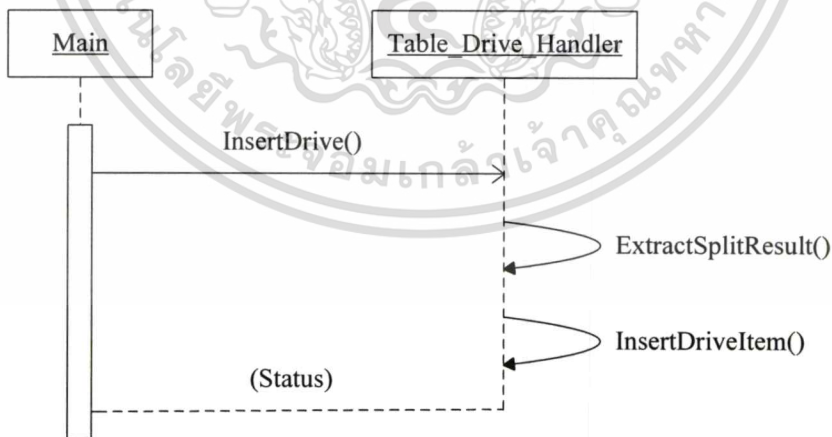 Main
Table_Drive_Handler
InsertDrive()
ExtractSplitResult()
InsertDriveItem()
(Status)